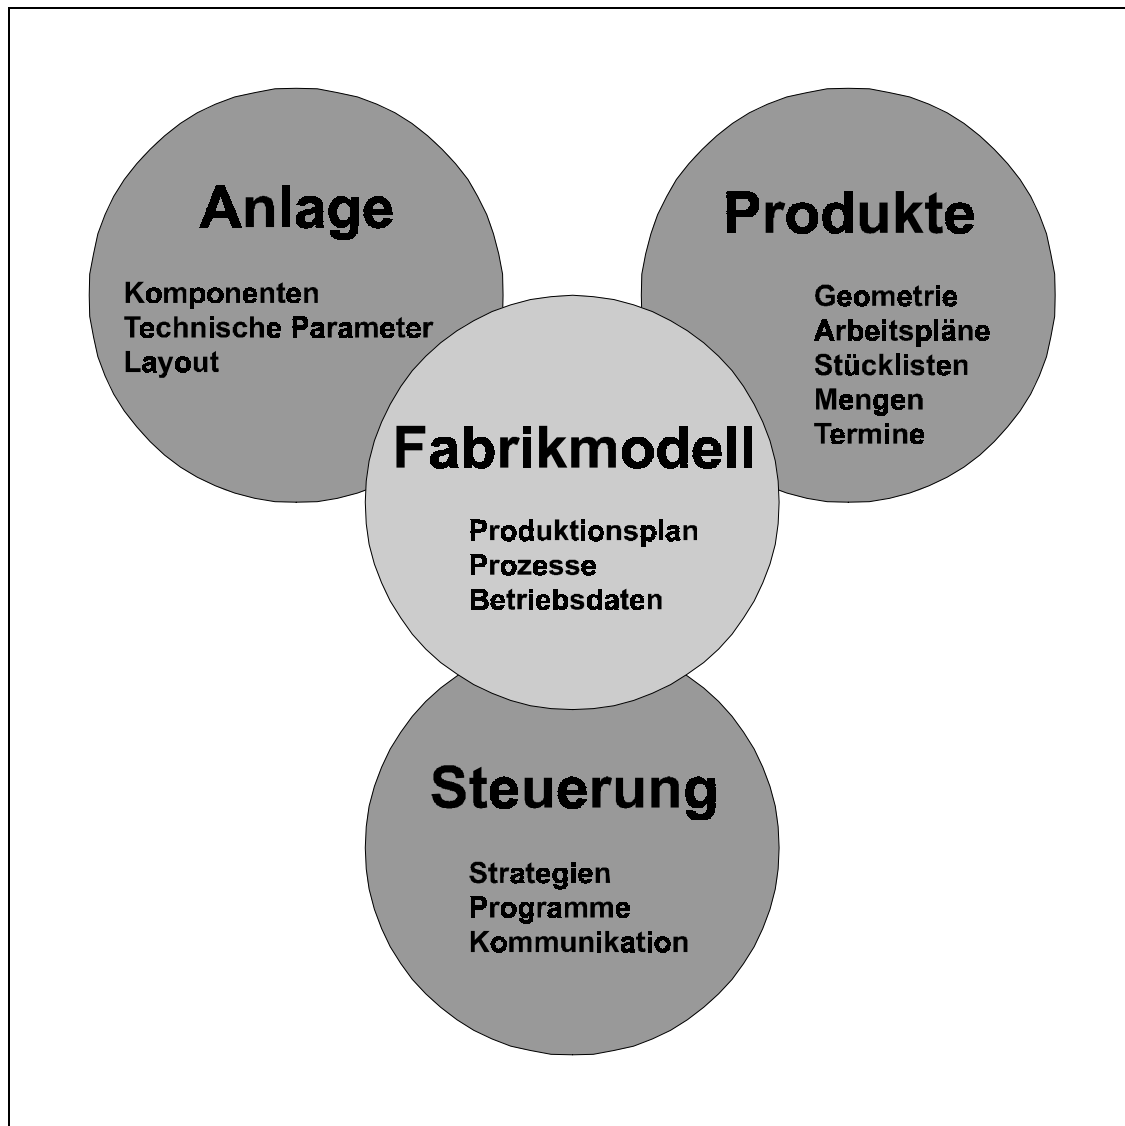 Anlage
Komponenten
Technische Parameter
Layout
Produkte
Geometrie
Arbeitspläne
Stücklisten
Mengen
Termine
Fabrikmodell
Produktionsplan
Prozesse
Betriebsdaten
Steuerung
Strategien
Programme
Kommunikation